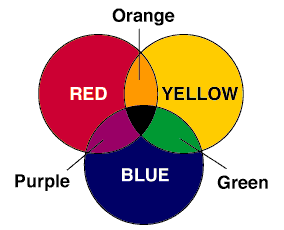 Orange
RED
YELLOW
BLUE
Purple
Green